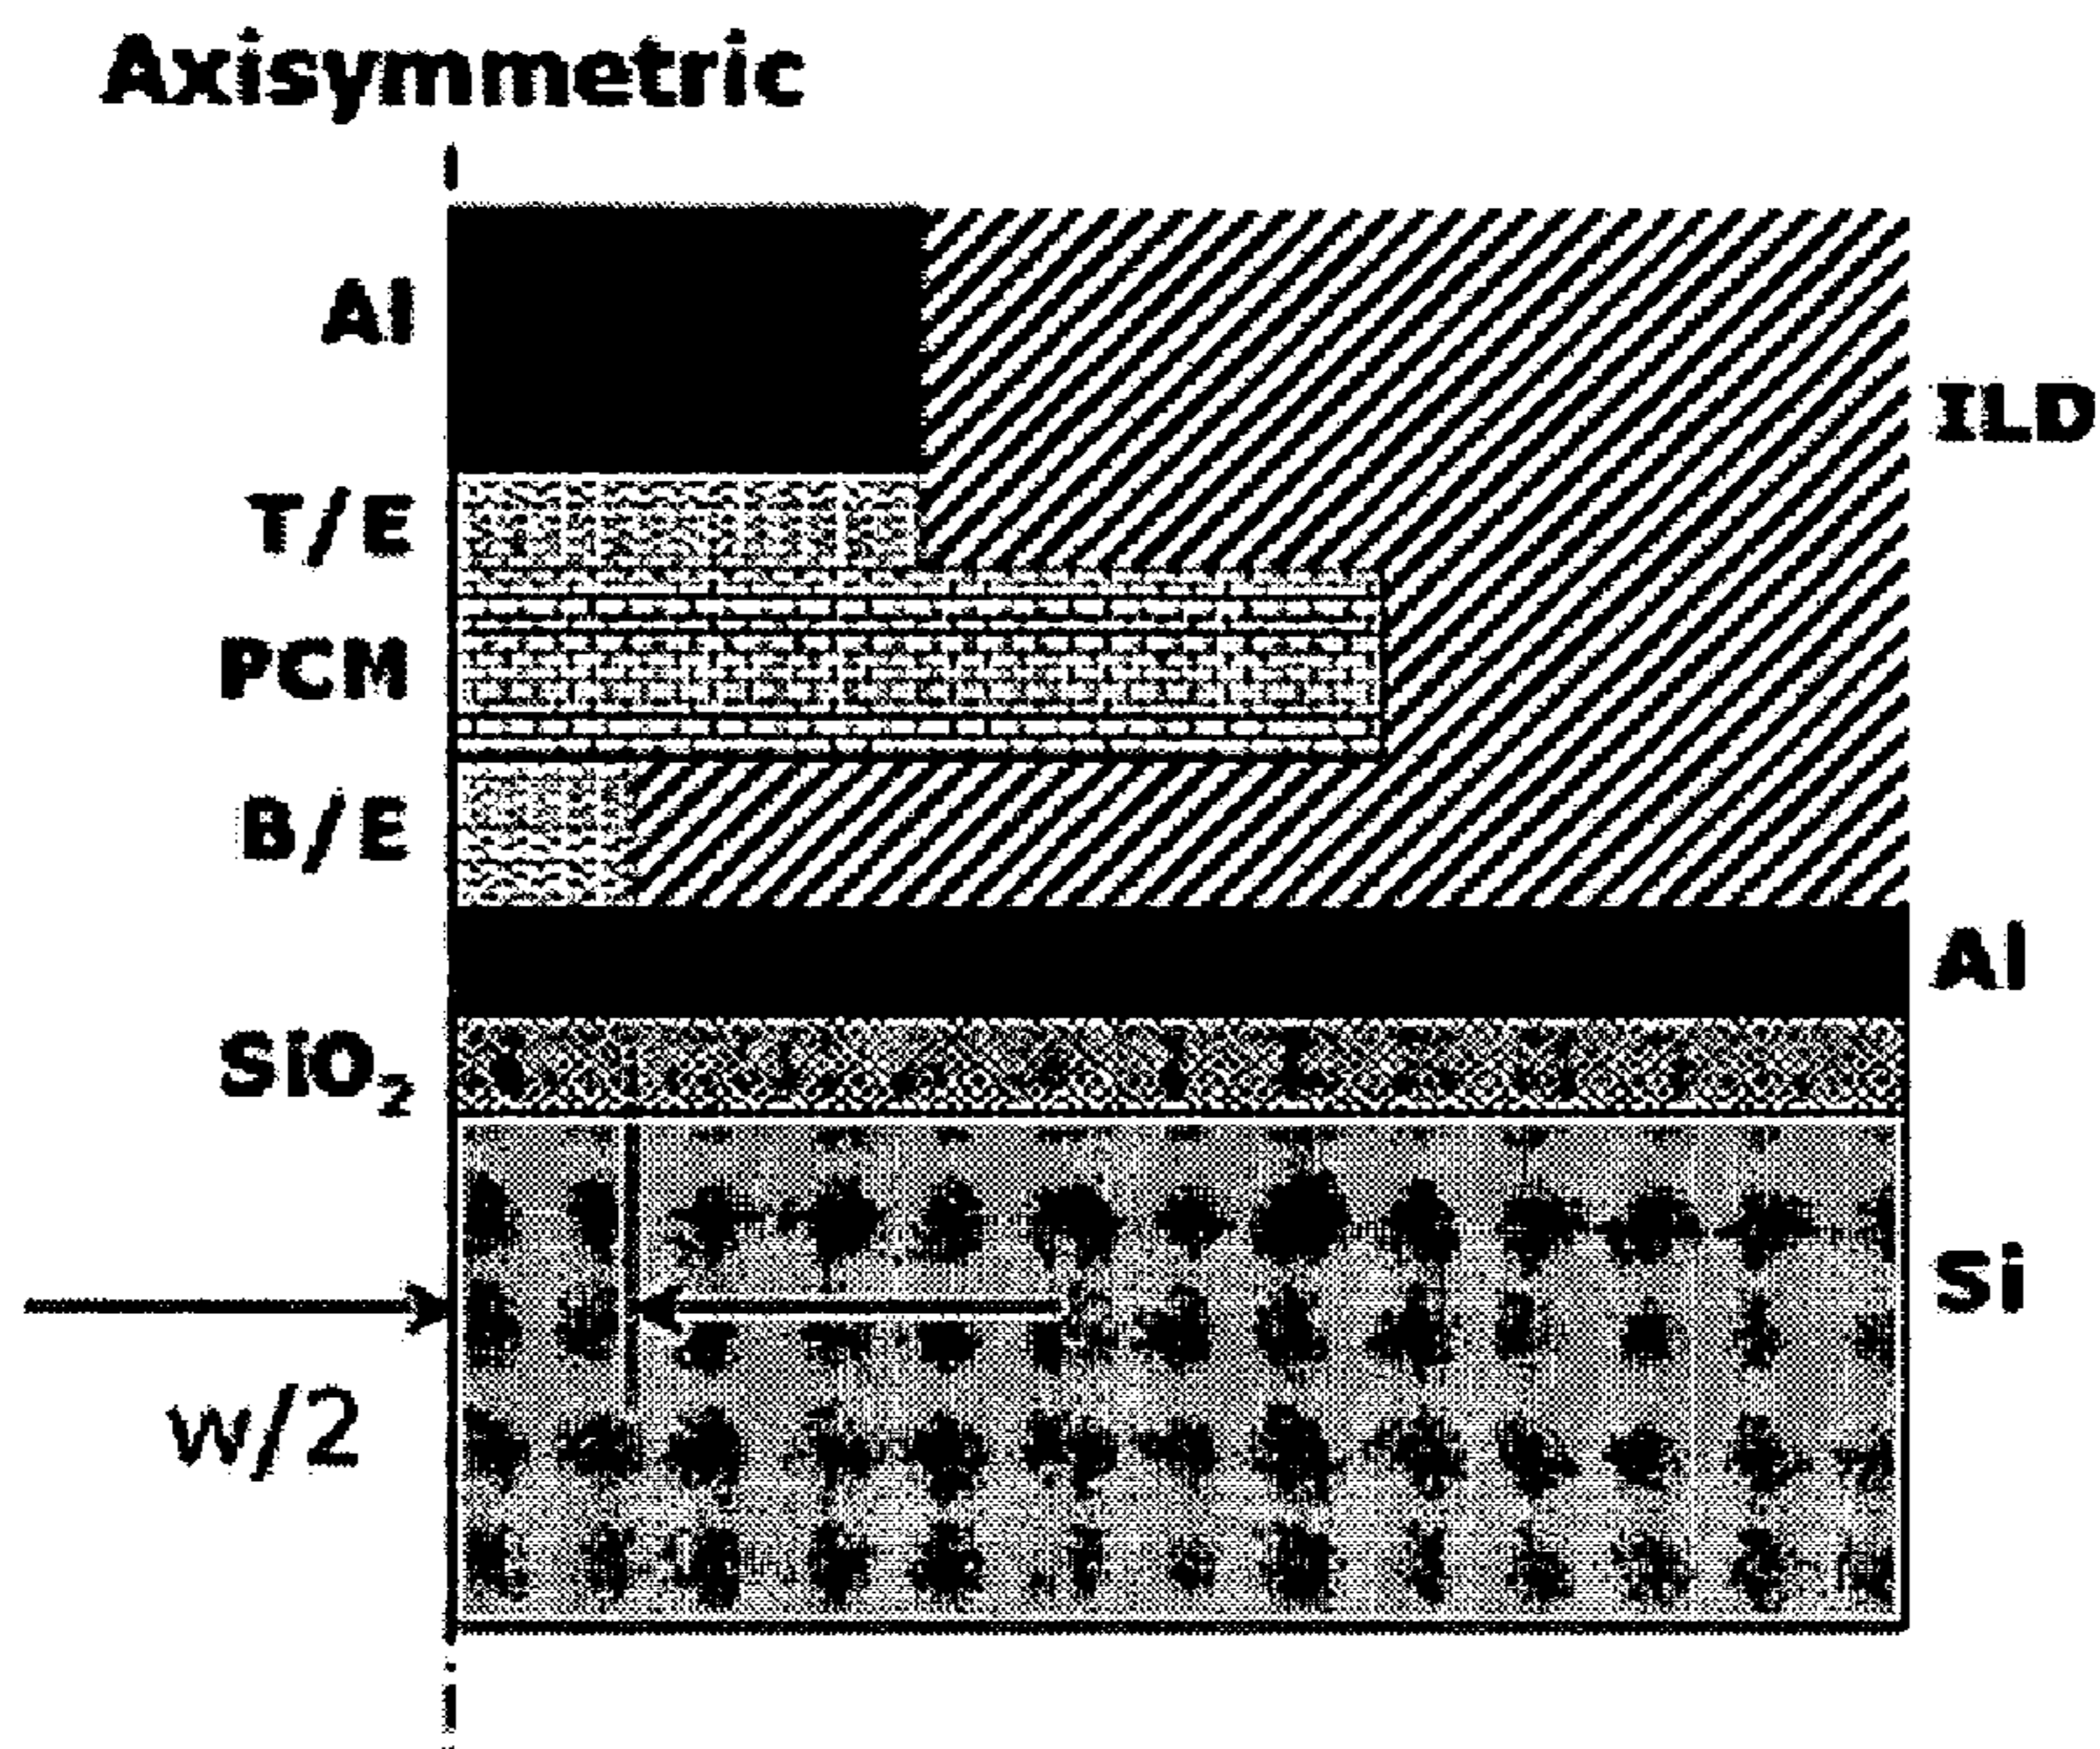 Axisymmetric
Al
ILD
T/E
PCM
B/E
Al
SiO₂
Si
w/2